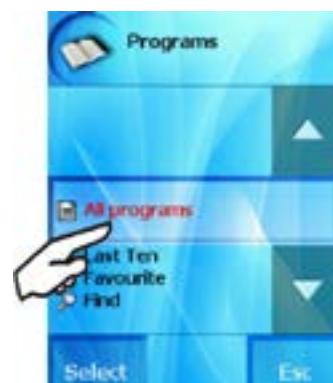 Programs
All programs
Last Ten
Favourite
Find
Select
Esc